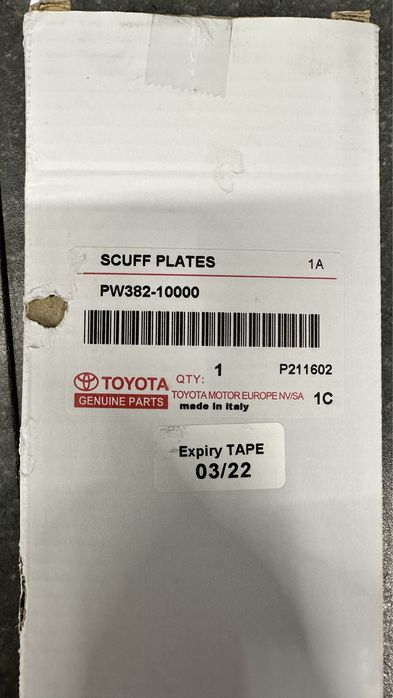 SCUFF PLATES 1A
PW382-10000
QTY: 1 P211602
TOYOTA
GENUINE PARTS
TOYOTA MOTOR EUROPE NV/SA 1C
made in italy
Expiry TAPE
03/22